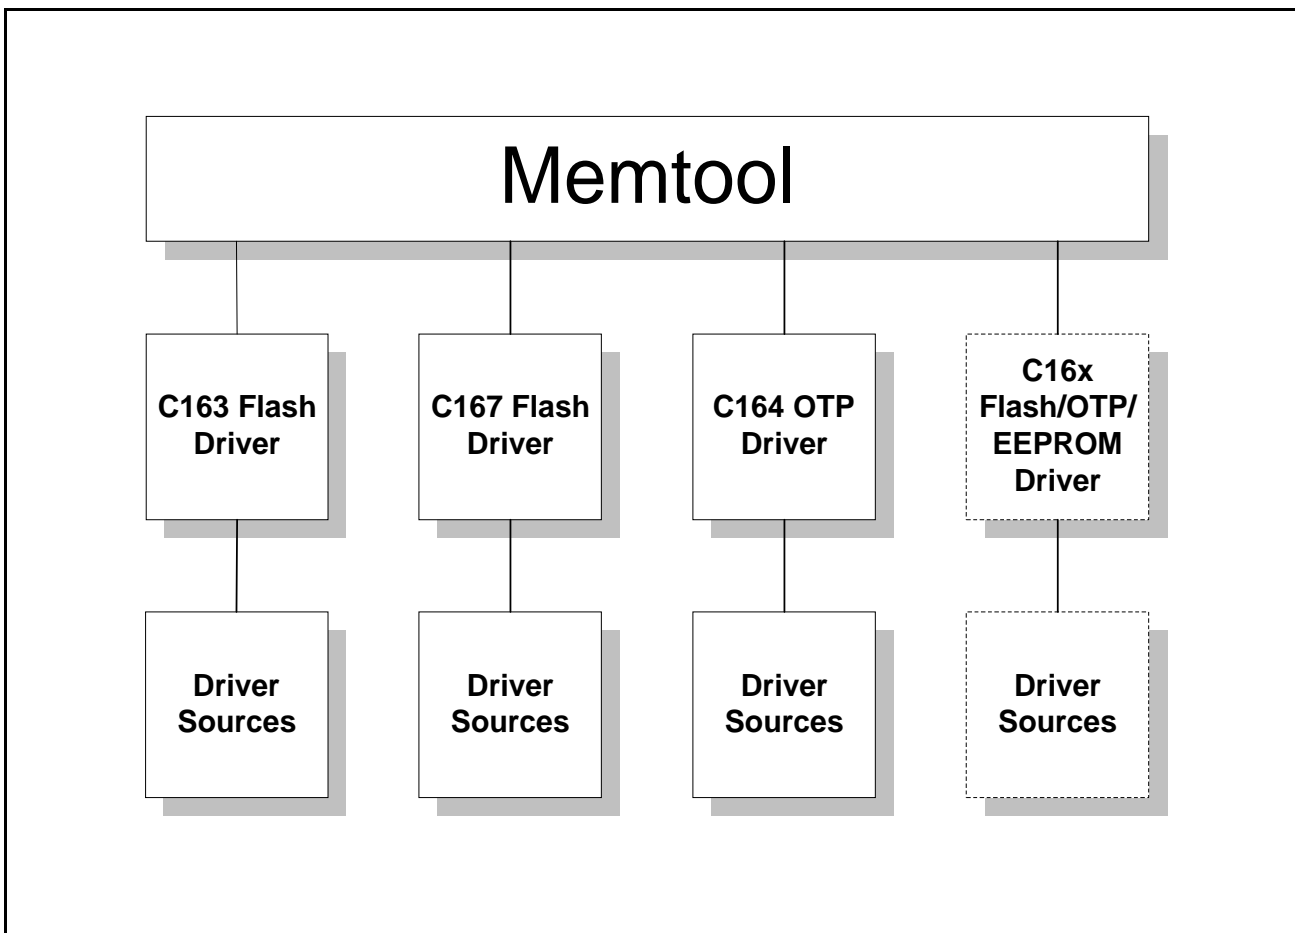 Memtool
C163 Flash
Driver
C167 Flash
Driver
C164 OTP
Driver
C16x
Flash/OTP/
EEPROM
Driver
Driver
Sources
Driver
Sources
Driver
Sources
Driver
Sources